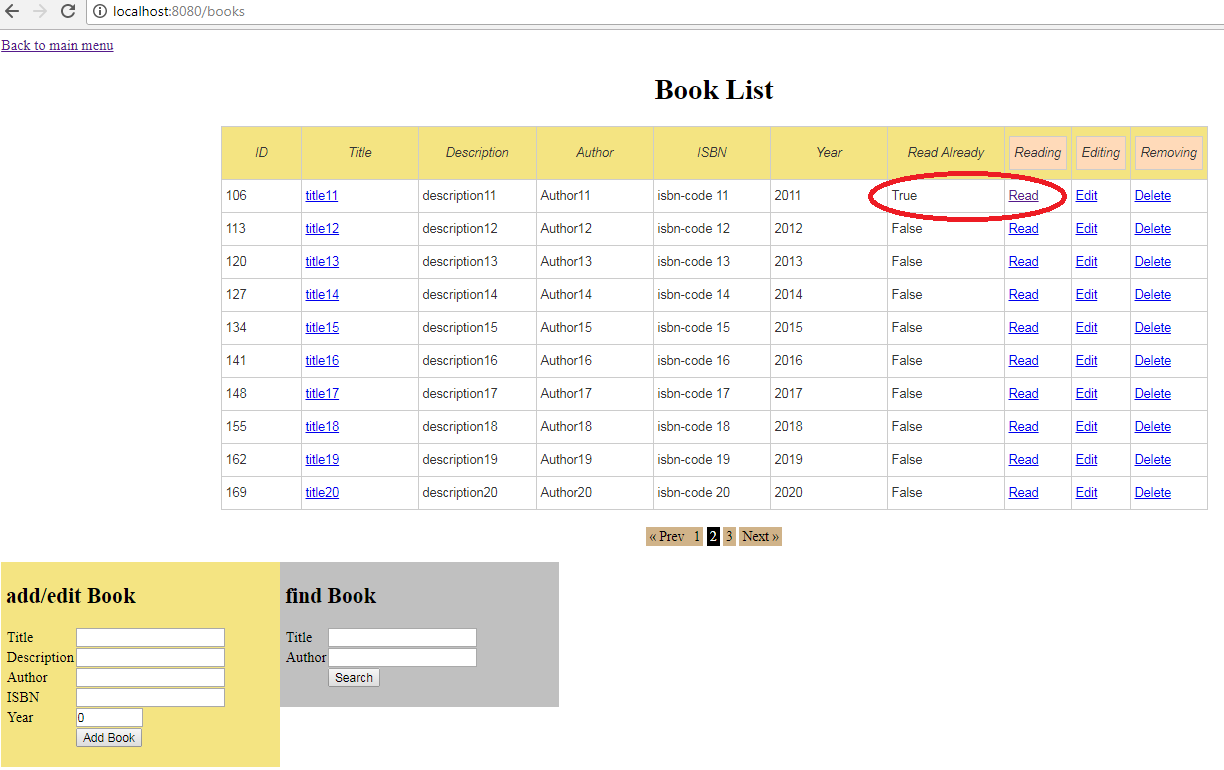 localhost:8080/books
Back to main menu
Book List
ID Title Description Author ISBN Year Read Already Reading Editing Removing
106 title11 description11 Author11 isbn-code 11 2011 True Read Edit Delete
113 title12 description12 Author12 isbn-code 12 2012 False Read Edit Delete
120 title13 description13 Author13 isbn-code 13 2013 False Read Edit Delete
127 title14 description14 Author14 isbn-code 14 2014 False Read Edit Delete
134 title15 description15 Author15 isbn-code 15 2015 False Read Edit Delete
141 title16 description16 Author16 isbn-code 16 2016 False Read Edit Delete
148 title17 description17 Author17 isbn-code 17 2017 False Read Edit Delete
155 title18 description18 Author18 isbn-code 18 2018 False Read Edit Delete
162 title19 description19 Author19 isbn-code 19 2019 False Read Edit Delete
169 title20 description20 Author20 isbn-code 20 2020 False Read Edit Delete
« Prev 1 2 3 Next »
add/edit Book
Title
Description
Author
ISBN
Year 0
Add Book
find Book
Title
Author
Search